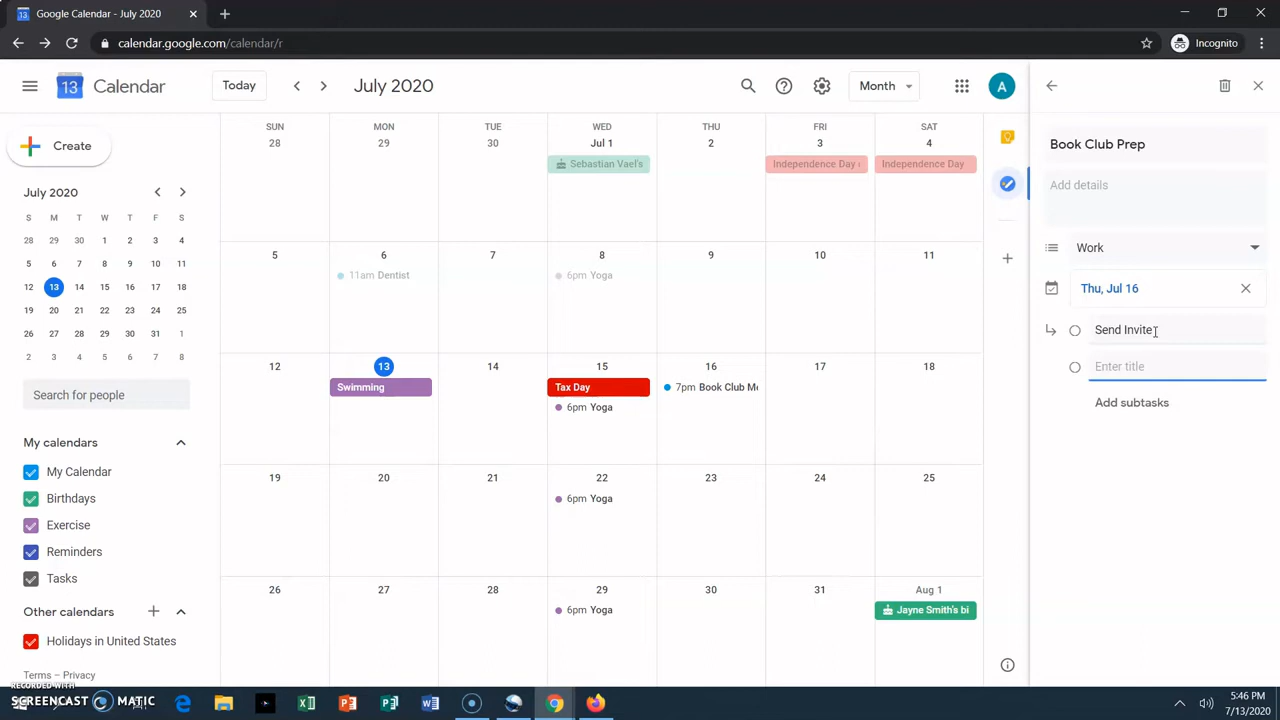 Google Calendar - July 2020
calendar.google.com/calendar/r
Incognito
13
Calendar
Today
July 2020
Month
A
Create
July 2020
S M T W T F S
28 29 30 1 2 3 4
5 6 7 8 9 10 11
12 13 14 15 16 17 18
19 20 21 22 23 24 25
26 27 28 29 30 31 1
2 3 4 5 6 7 8
Search for people
My calendars
My Calendar
Birthdays
Exercise
Reminders
Tasks
Other calendars
Holidays in United States
Terms – Privacy
SUN MON TUE WED THU FRI SAT
28 29 30 Jul 1 2 3 4
Sebastian Vael's
Independence Day
Independence Day
5 6 7 8 9 10 11
11am Dentist
6pm Yoga
12 13 14 15 16 17 18
Swimming
Tax Day
7pm Book Club Me
6pm Yoga
19 20 21 22 23 24 25
6pm Yoga
26 27 28 29 30 31 Aug 1
6pm Yoga
Jayne Smith's bi
Book Club Prep
Add details
Work
Thu, Jul 16
Send Invite
Enter title
Add subtasks
RECORDED WITH
SCREENCAST MATIC
5:46 PM
7/13/2020